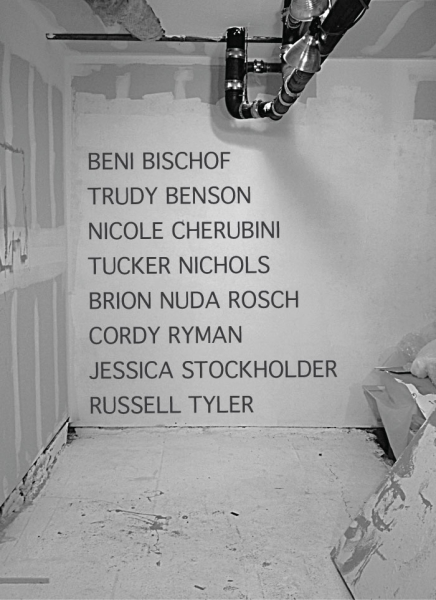 BENI BISCHOF
TRUDY BENSON
NICOLE CHERUBINI
TUCKER NICHOLS
BRION NUDA ROSCH
CORDY RYMAN
JESSICA STOCKHOLDER
RUSSELL TYLER